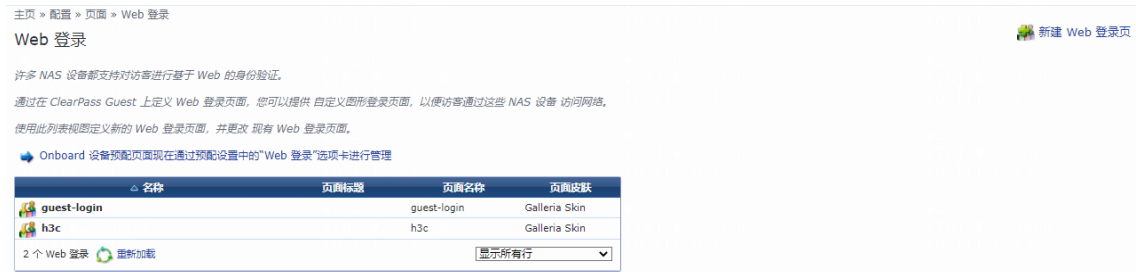 主页 » 配置 » 页面 » Web 登录
Web 登录
新建 Web 登录页
许多 NAS 设备都支持对访客进行基于 Web 的身份验证。
通过在 ClearPass Guest 上定义 Web 登录页面，您可以提供 自定义图形登录页面，以便访客通过这些 NAS 设备 访问网络。
使用此列表视图定义新的 Web 登录页面，并更改 现有 Web 登录页面。
Onboard 设备预配页面现在通过预配设置中的“Web 登录”选项卡进行管理
名称 页面标题 页面名称 页面皮肤
guest-login guest-login Galleria Skin
h3c h3c Galleria Skin
2 个 Web 登录 重新加载 显示所有行